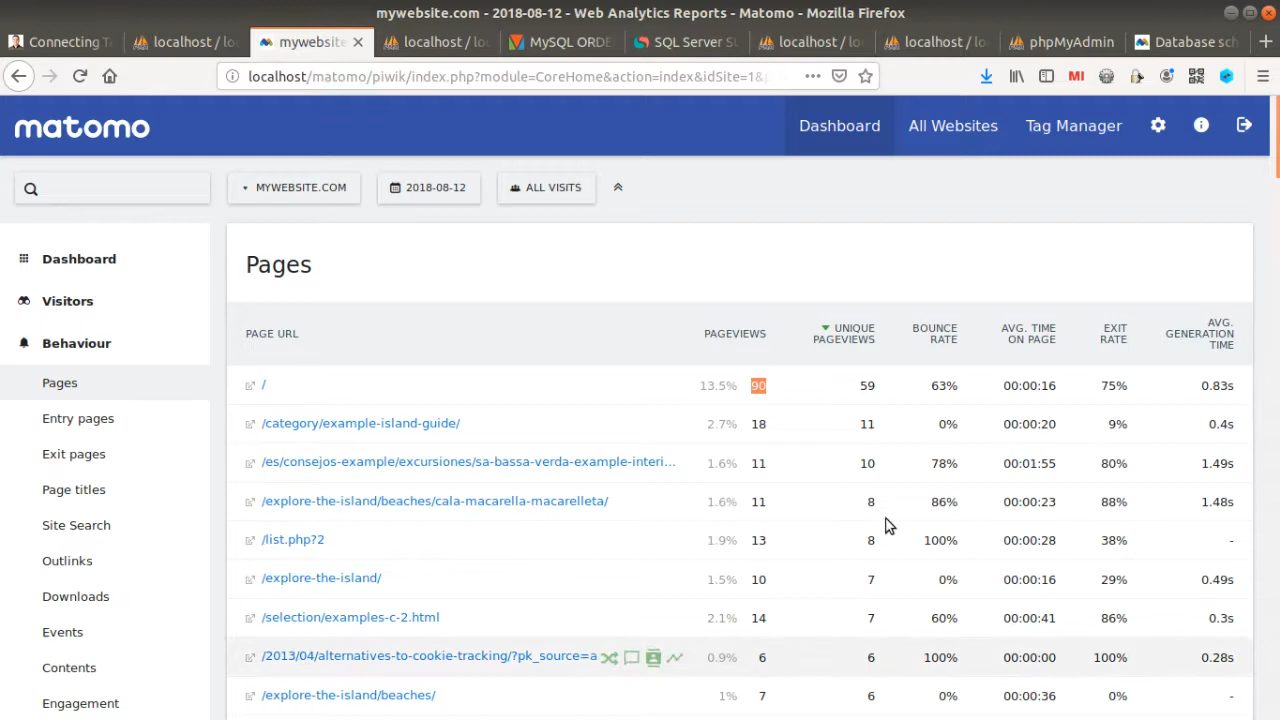 mywebsite.com - 2018-08-12 - Web Analytics Reports - Matomo - Mozilla Firefox
Connecting T
localhost / lo
mywebsite
localhost / lo
MySQL ORDE
SQL Server S
localhost / lo
localhost / lo
phpMyAdmin
Database sch
localhost/matomo/piwik/index.php?module=CoreHome&action=index&idSite=1&
MI
matomo
Dashboard
All Websites
Tag Manager
MYWEBSITE.COM
2018-08-12
ALL VISITS
Dashboard
Visitors
Behaviour
Pages
Entry pages
Exit pages
Page titles
Site Search
Outlinks
Downloads
Events
Contents
Engagement
Pages
PAGE URL PAGEVIEWS UNIQUE PAGEVIEWS BOUNCE RATE AVG. TIME ON PAGE EXIT RATE AVG. GENERATION TIME
/ 13.5% 90 59 63% 00:00:16 75% 0.83s
/category/example-island-guide/ 2.7% 18 11 0% 00:00:20 9% 0.4s
/es/consejos-example/excursiones/sa-bassa-verda-example-interi... 1.6% 11 10 78% 00:01:55 80% 1.49s
/explore-the-island/beaches/cala-macarella-macarelleta/ 1.6% 11 8 86% 00:00:23 88% 1.48s
/list.php?2 1.9% 13 8 100% 00:00:28 38% -
/explore-the-island/ 1.5% 10 7 0% 00:00:16 29% 0.49s
/selection/examples-c-2.html 2.1% 14 7 60% 00:00:41 86% 0.3s
/2013/04/alternatives-to-cookie-tracking/?pk_source=a 0.9% 6 6 100% 00:00:00 100% 0.28s
/explore-the-island/beaches/ 1% 7 6 0% 00:00:36 0% -